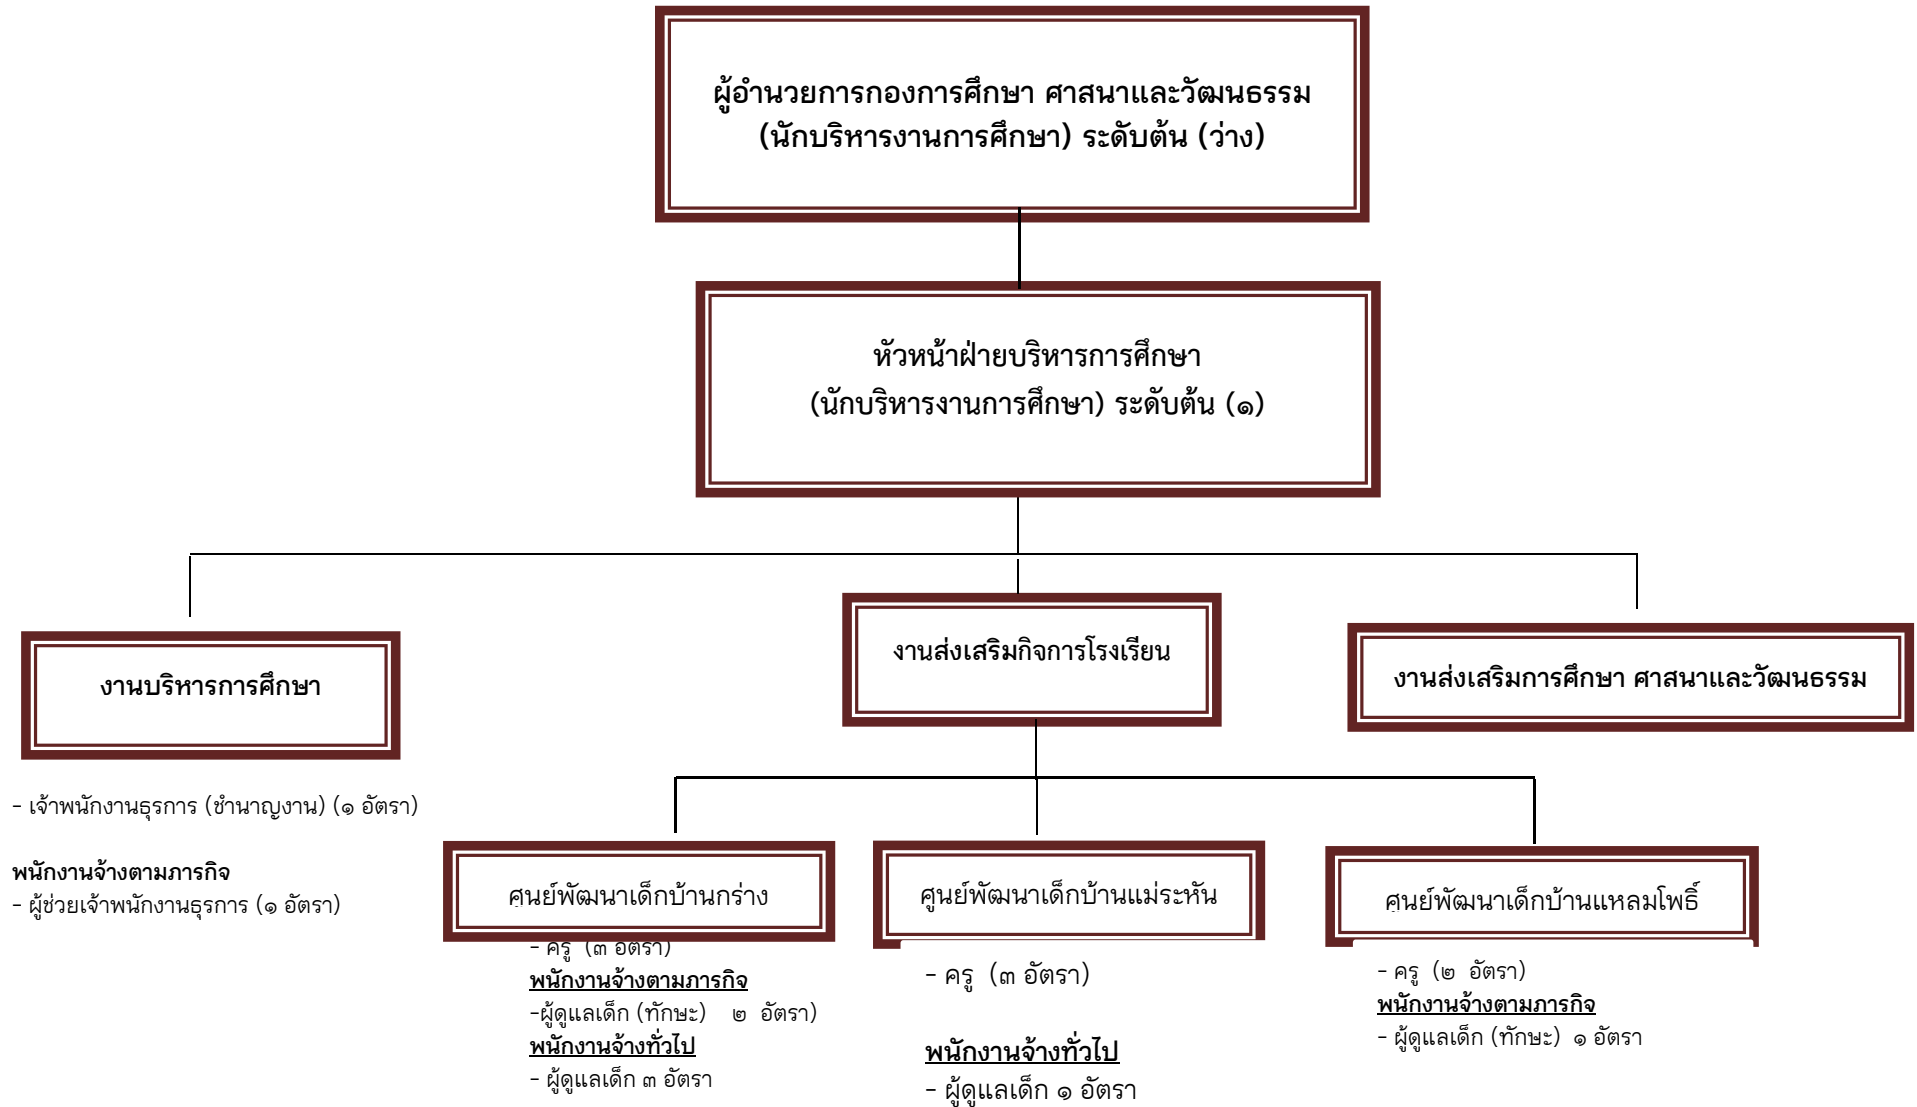 ผู้อำนวยการกองการศึกษา ศาสนาและวัฒนธรรม
(นักบริหารงานการศึกษา) ระดับต้น (ว่าง)
หัวหน้าฝ่ายบริหารการศึกษา
(นักบริหารงานการศึกษา) ระดับต้น (๑)
งานบริหารการศึกษา
งานส่งเสริมกิจการโรงเรียน
งานส่งเสริมการศึกษา ศาสนาและวัฒนธรรม
- เจ้าพนักงานธุรการ (ชำนาญงาน) (๑ อัตรา)
พนักงานจ้างตามภารกิจ
- ผู้ช่วยเจ้าพนักงานธุรการ (๑ อัตรา)
ศูนย์พัฒนาเด็กบ้านกร่าง
- ครู (๓ อัตรา)
พนักงานจ้างตามภารกิจ
-ผู้ดูแลเด็ก (ทักษะ) ๒ อัตรา)
พนักงานจ้างทั่วไป
- ผู้ดูแลเด็ก ๓ อัตรา
ศูนย์พัฒนาเด็กบ้านแม่ระหัน
- ครู (๓ อัตรา)
พนักงานจ้างทั่วไป
- ผู้ดูแลเด็ก ๑ อัตรา
ศูนย์พัฒนาเด็กบ้านแหลมโพธิ์
- ครู (๒ อัตรา)
พนักงานจ้างตามภารกิจ
- ผู้ดูแลเด็ก (ทักษะ) ๑ อัตรา